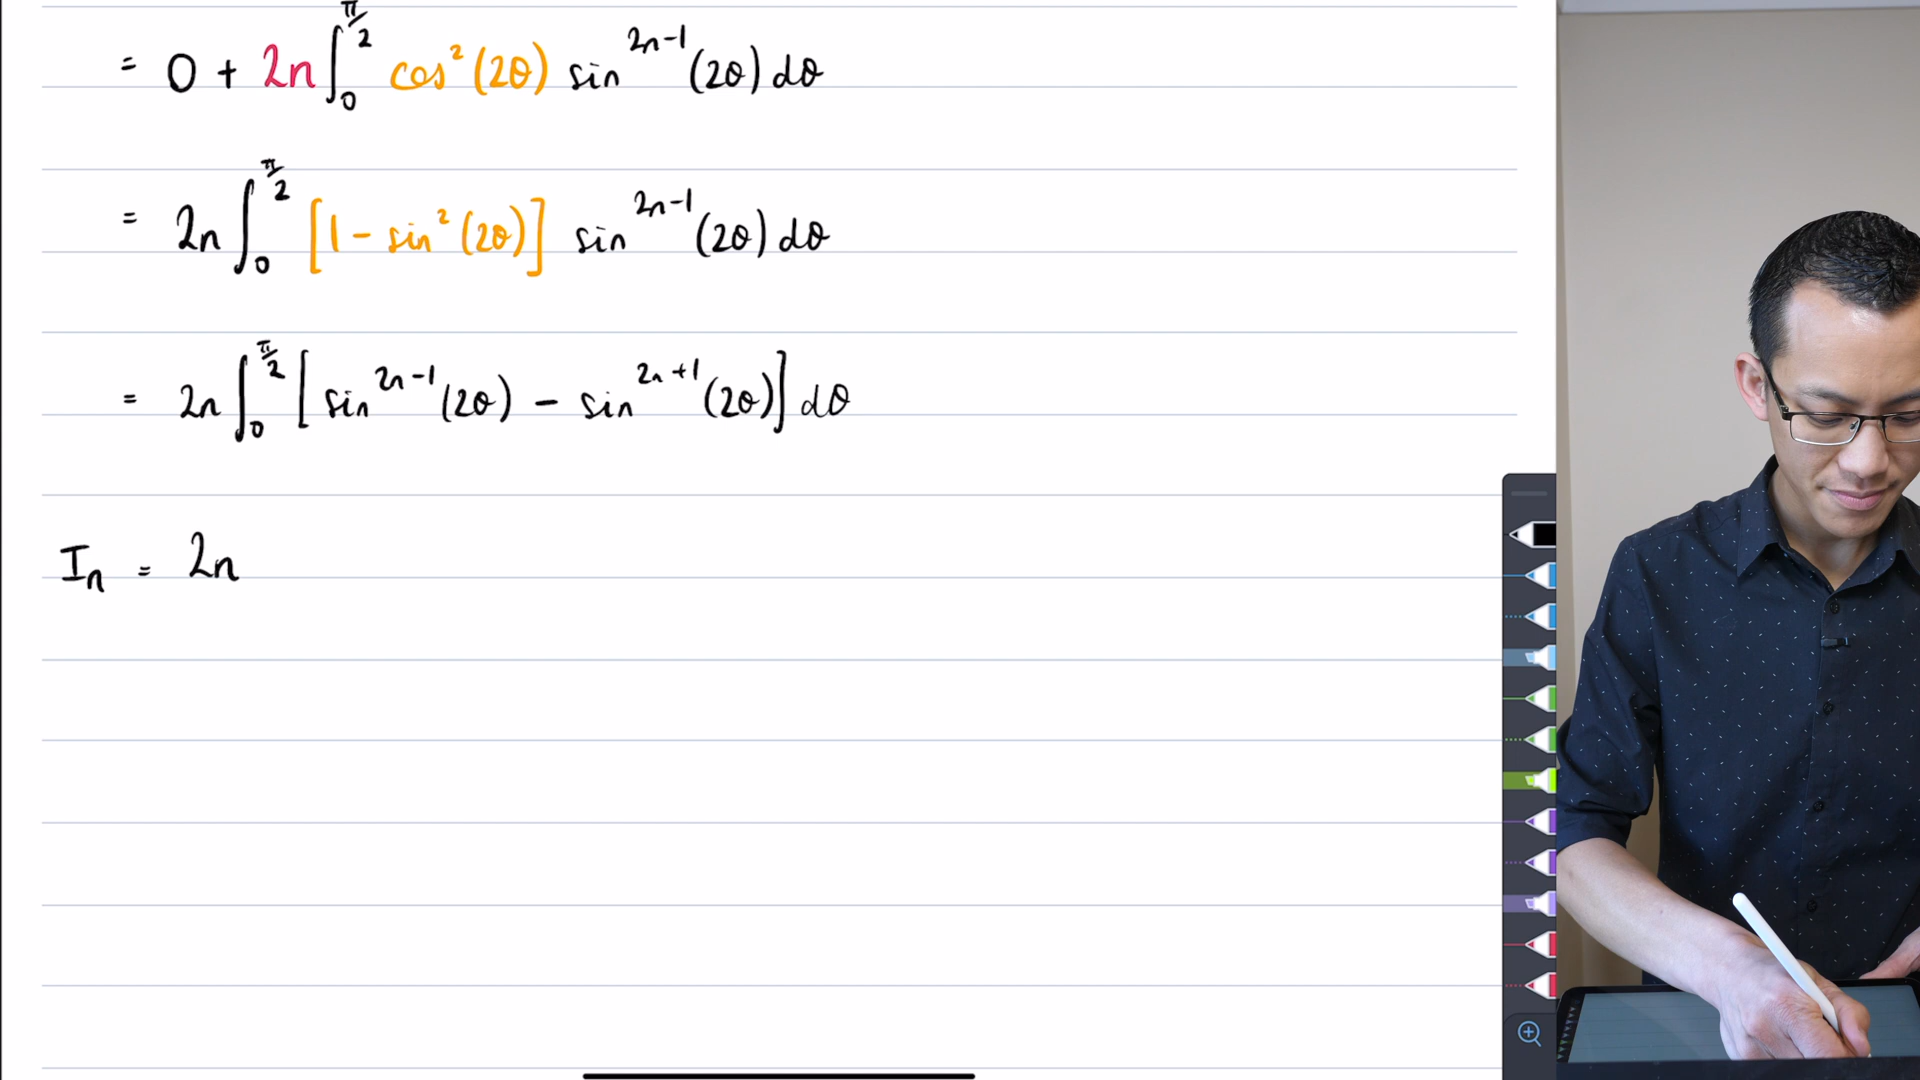 = 0 + 2n ∫₀^(π/2) cos²(2θ) sin^(2n-1)(2θ) dθ
= 2n ∫₀^(π/2) [1 - sin²(2θ)] sin^(2n-1)(2θ) dθ
= 2n ∫₀^(π/2) [sin^(2n-1)(2θ) - sin^(2n+1)(2θ)] dθ
Iₙ = 2n